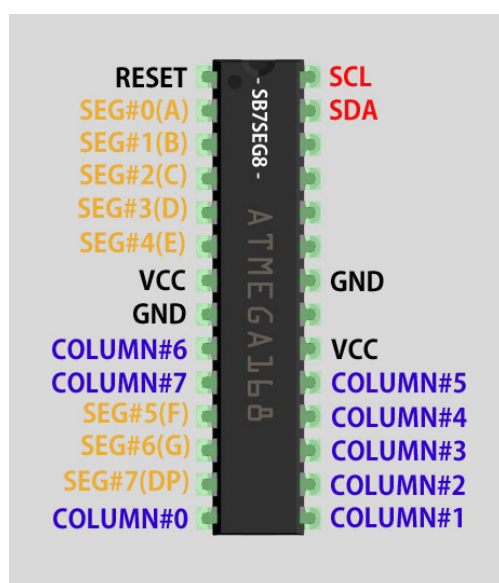 RESET
SEG#0(A)
SEG#1(B)
SEG#2(C)
SEG#3(D)
SEG#4(E)
VCC
GND
COLUMN#6
COLUMN#7
SEG#5(F)
SEG#6(G)
SEG#7(DP)
COLUMN#0
- SB7SEG8 -
ATMEGA168
SCL
SDA
GND
VCC
COLUMN#5
COLUMN#4
COLUMN#3
COLUMN#2
COLUMN#1